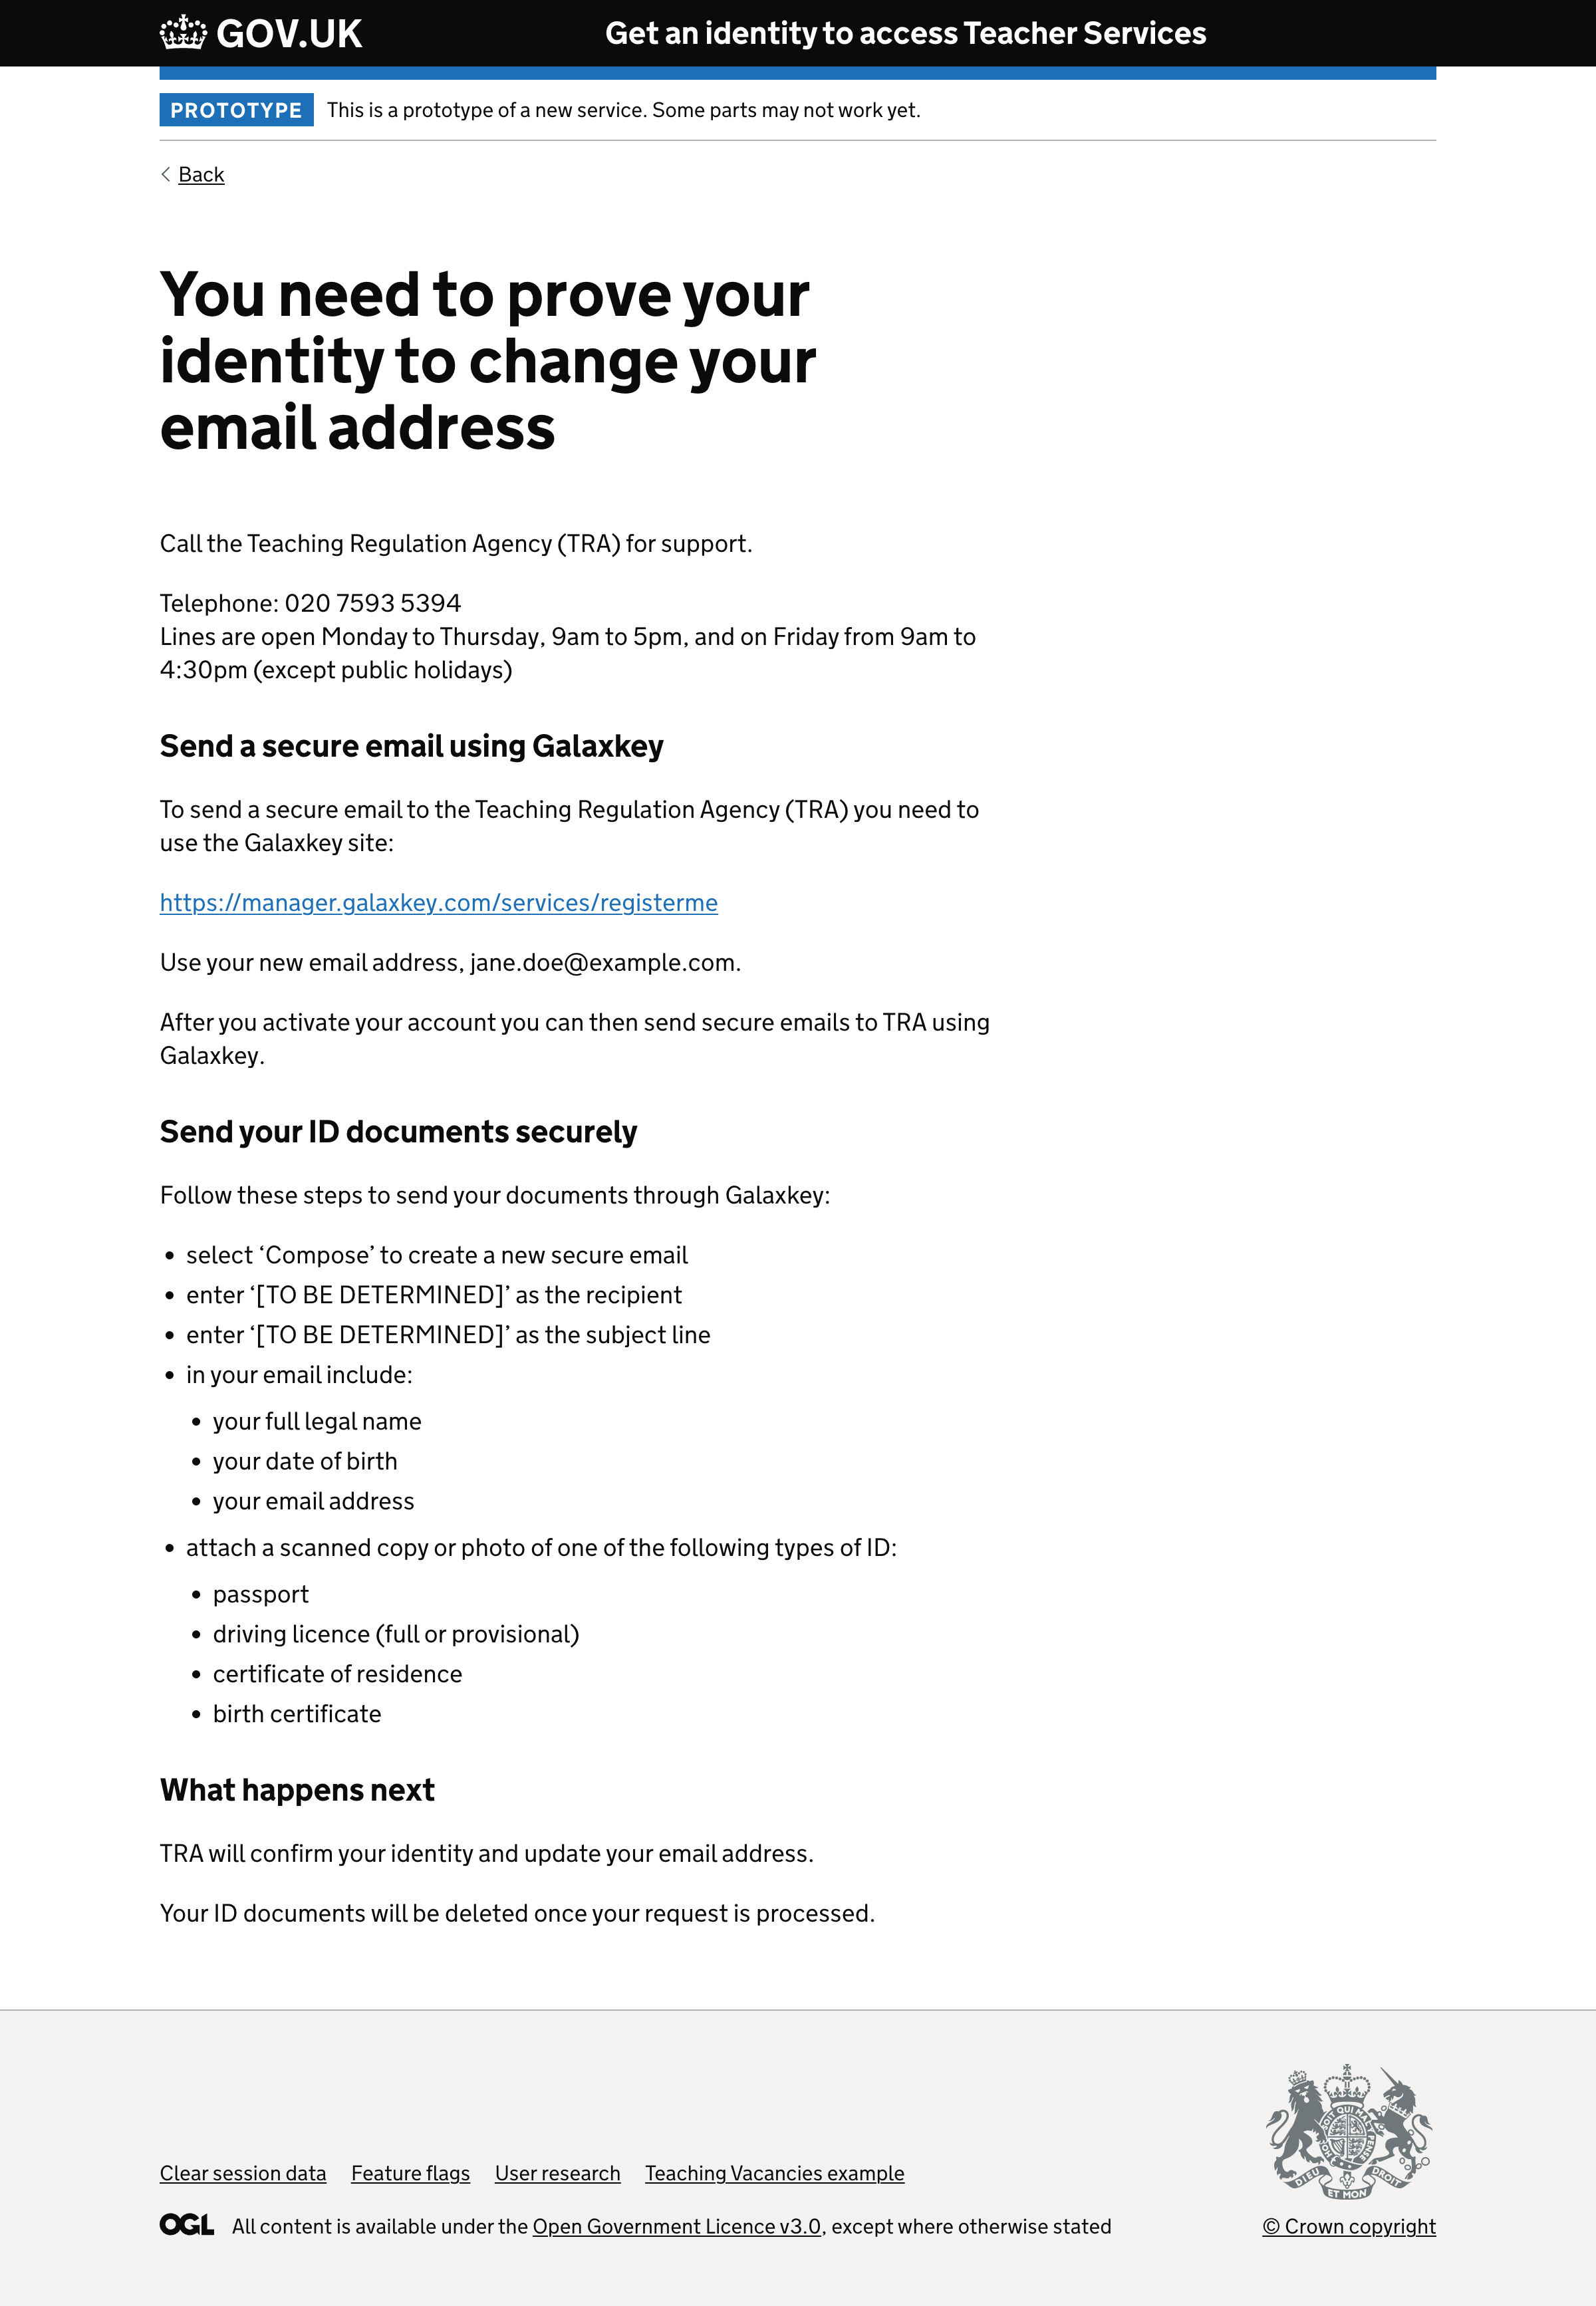 GOV.UK
Get an identity to access Teacher Services
PROTOTYPE
This is a prototype of a new service. Some parts may not work yet.
Back
You need to prove your
identity to change your
email address
Call the Teaching Regulation Agency (TRA) for support.
Telephone: 020 7593 5394
Lines are open Monday to Thursday, 9am to 5pm, and on Friday from 9am to
4:30pm (except public holidays)
Send a secure email using Galaxkey
To send a secure email to the Teaching Regulation Agency (TRA) you need to
use the Galaxkey site:
https://manager.galaxkey.com/services/registerme
Use your new email address, jane.doe@example.com.
After you activate your account you can then send secure emails to TRA using
Galaxkey.
Send your ID documents securely
Follow these steps to send your documents through Galaxkey:
• select ‘Compose’ to create a new secure email
• enter ‘[TO BE DETERMINED]’ as the recipient
• enter ‘[TO BE DETERMINED]’ as the subject line
• in your email include:
• your full legal name
• your date of birth
• your email address
• attach a scanned copy or photo of one of the following types of ID:
• passport
• driving licence (full or provisional)
• certificate of residence
• birth certificate
What happens next
TRA will confirm your identity and update your email address.
Your ID documents will be deleted once your request is processed.
DIEU ET MON DROIT
Clear session data Feature flags User research Teaching Vacancies example
OGL All content is available under the Open Government Licence v3.0, except where otherwise stated
© Crown copyright